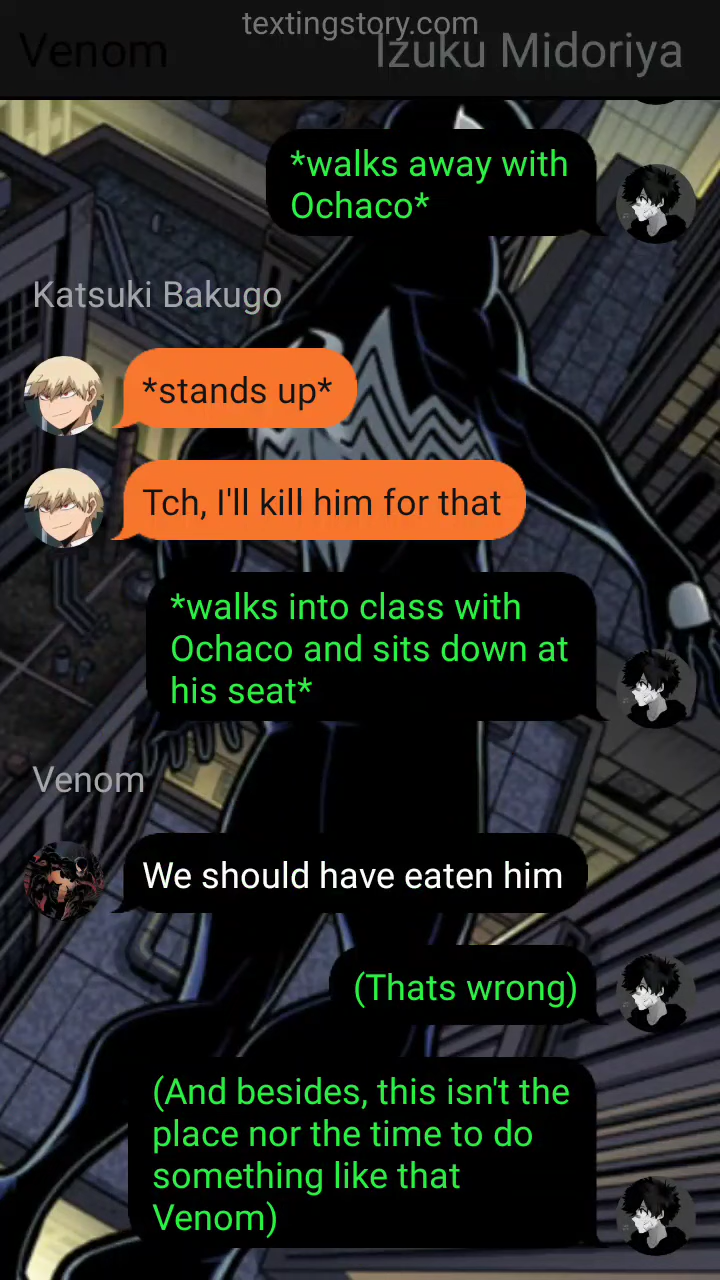 textingstory.com
Venom
Izuku Midoriya
*walks away with
Ochaco*
Katsuki Bakugo
*stands up*
Tch, I'll kill him for that
*walks into class with
Ochaco and sits down at
his seat*
Venom
We should have eaten him
(Thats wrong)
(And besides, this isn't the
place nor the time to do
something like that
Venom)